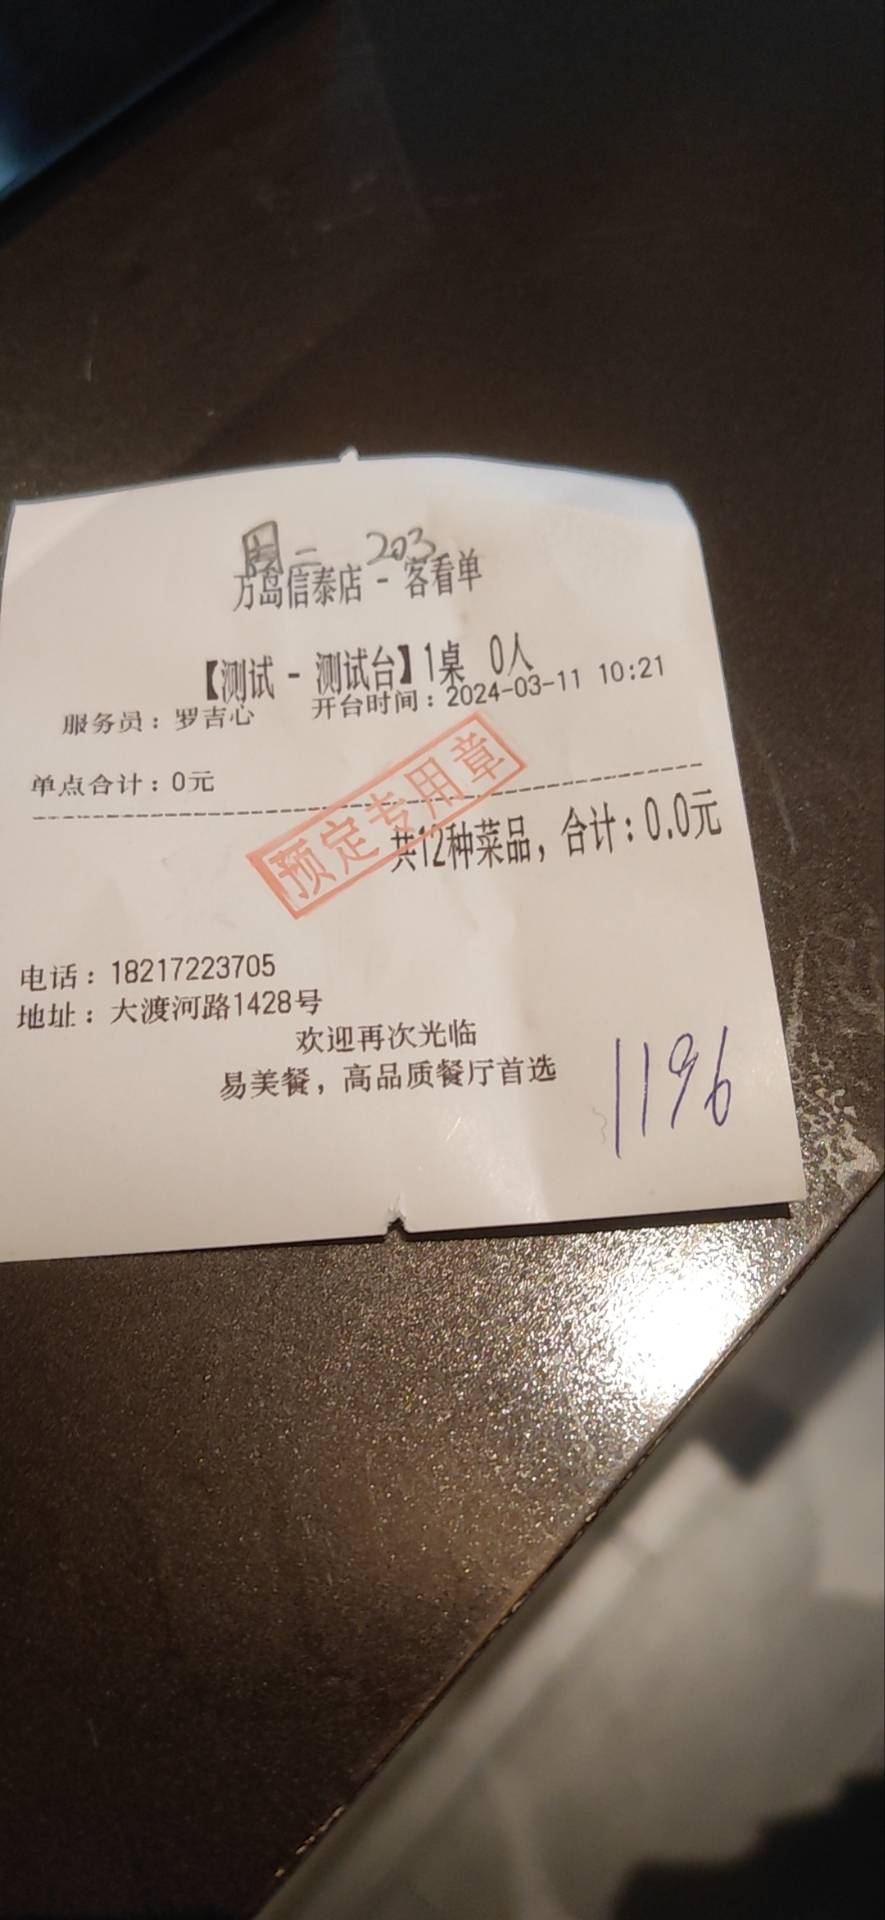 周二 203
万岛信泰店 - 客看单
【测试 - 测试台】1桌 0人
服务员：罗吉心 开台时间：2024-03-11 10:21
单点合计：0元
预定专用章
共12种菜品，合计：0.0元
电话：18217223705
地址：大渡河路1428号
欢迎再次光临
易美餐，高品质餐厅首选
1196